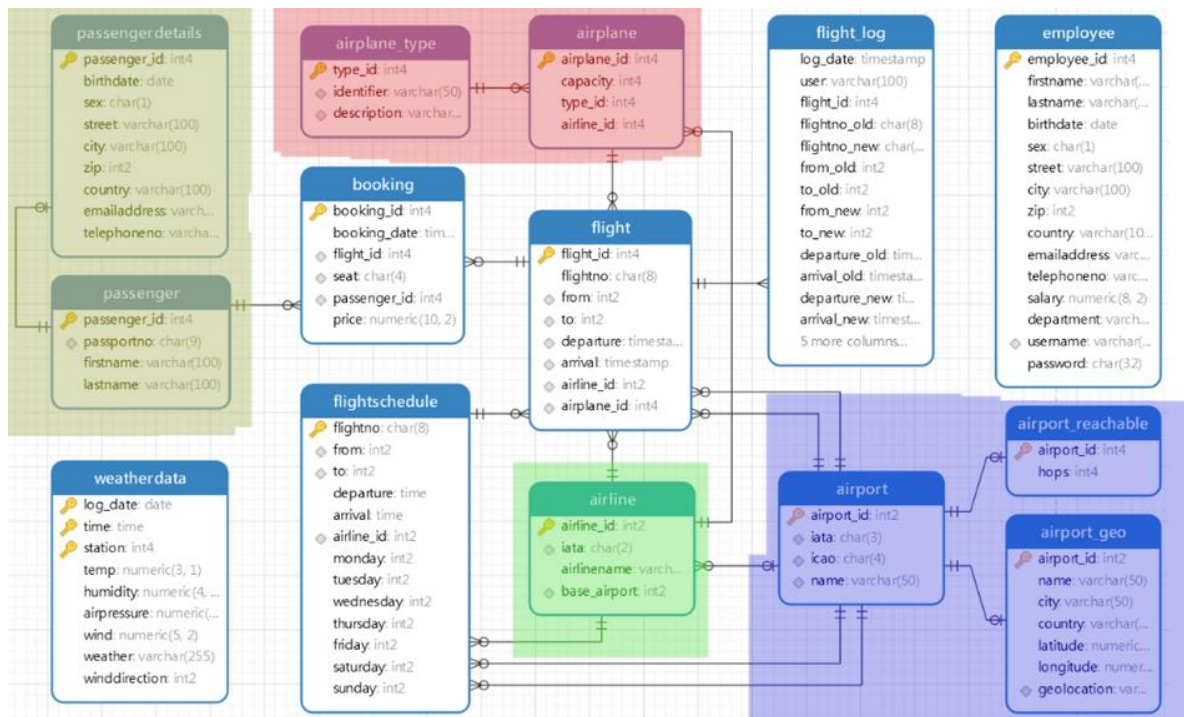 passengerdetails
passenger_id: int4
birthdate: date
sex: char(1)
street: varchar(100)
city: varchar(100)
zip: int2
country: varchar(100)
emailaddress: varch...
telephoneno: varcha...
airplane_type
type_id: int4
identifier: varchar(50)
description: varchar...
airplane
airplane_id: int4
capacity: int4
type_id: int4
airline_id: int4
flight_log
log_date: timestamp
user: varchar(100)
flight_id: int4
flightno_old: char(8)
flightno_new: char(...
from_old: int2
to_old: int2
from_new: int2
to_new: int2
departure_old: tim...
arrival_old: timesta...
departure_new: ti...
arrival_new: timest...
5 more columns...
employee
employee_id: int4
firstname: varchar(...
lastname: varchar(...
birthdate: date
sex: char(1)
street: varchar(100)
city: varchar(100)
zip: int2
country: varchar(10...
emailaddress: varc...
telephoneno: varc...
salary: numeric(8, 2)
department: varch...
username: varchar(...
password: char(32)
booking
booking_id: int4
booking_date: tim...
flight_id: int4
seat: char(4)
passenger_id: int4
price: numeric(10, 2)
flight
flight_id: int4
flightno: char(8)
from: int2
to: int2
departure: timesta...
arrival: timestamp
airline_id: int2
airplane_id: int4
passenger
passenger_id: int4
passportno: char(9)
firstname: varchar(100)
lastname: varchar(100)
flightschedule
flightno: char(8)
from: int2
to: int2
departure: time
arrival: time
airline_id: int2
monday: int2
tuesday: int2
wednesday: int2
thursday: int2
friday: int2
saturday: int2
sunday: int2
airport_reachable
airport_id: int4
hops: int4
weatherdata
log_date: date
time: time
station: int4
temp: numeric(3, 1)
humidity: numeric(4, ...
airpressure: numeric(...
wind: numeric(5, 2)
weather: varchar(255)
winddirection: int2
airline
airline_id: int2
iata: char(2)
airlinename: varch...
base_airport: int2
airport
airport_id: int2
iata: char(3)
icao: char(4)
name: varchar(50)
airport_geo
airport_id: int2
name: varchar(50)
city: varchar(50)
country: varchar(...
latitude: numeric...
longitude: numer...
geolocation: var...